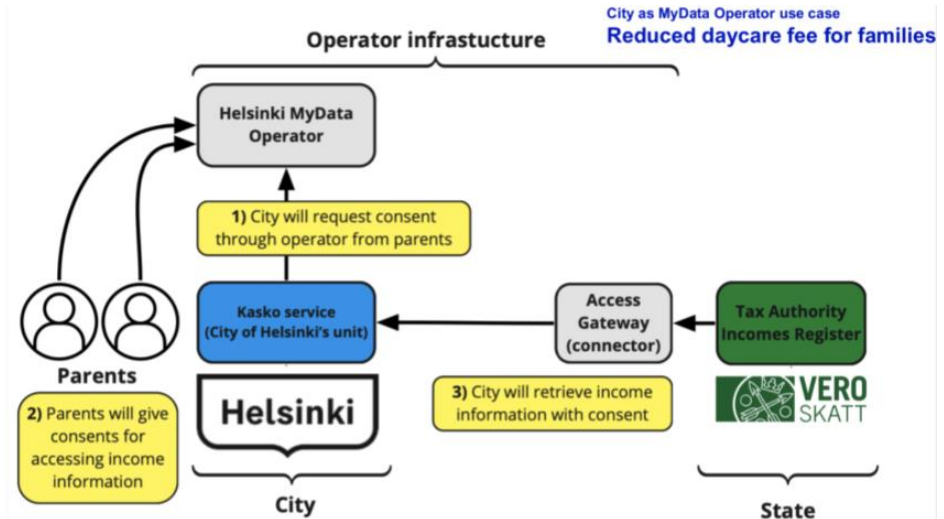 City as MyData Operator use case
Reduced daycare fee for families
Operator infrastucture
Helsinki MyData
Operator
1) City will request consent
through operator from parents
Kasko service
(City of Helsinki's unit)
Access
Gateway
(connector)
Tax Authority
Incomes Register
Parents
2) Parents will give
consents for
accessing income
information
Helsinki
3) City will retrieve income
information with consent
VERO
SKATT
City
State